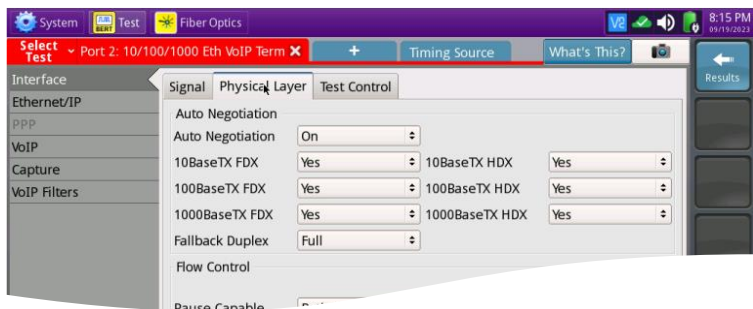 System Test Fiber Optics 8:15 PM
09/19/2023
Select Test Port 2: 10/100/1000 Eth VoIP Term + Timing Source What's This?
Results
Interface
Ethernet/IP
PPP
VoIP
Capture
VoIP Filters
Signal Physical Layer Test Control
Auto Negotiation
Auto Negotiation On
10BaseTX FDX Yes 10BaseTX HDX Yes
100BaseTX FDX Yes 100BaseTX HDX Yes
1000BaseTX FDX Yes 1000BaseTX HDX Yes
Fallback Duplex Full
Flow Control
Pause Capable